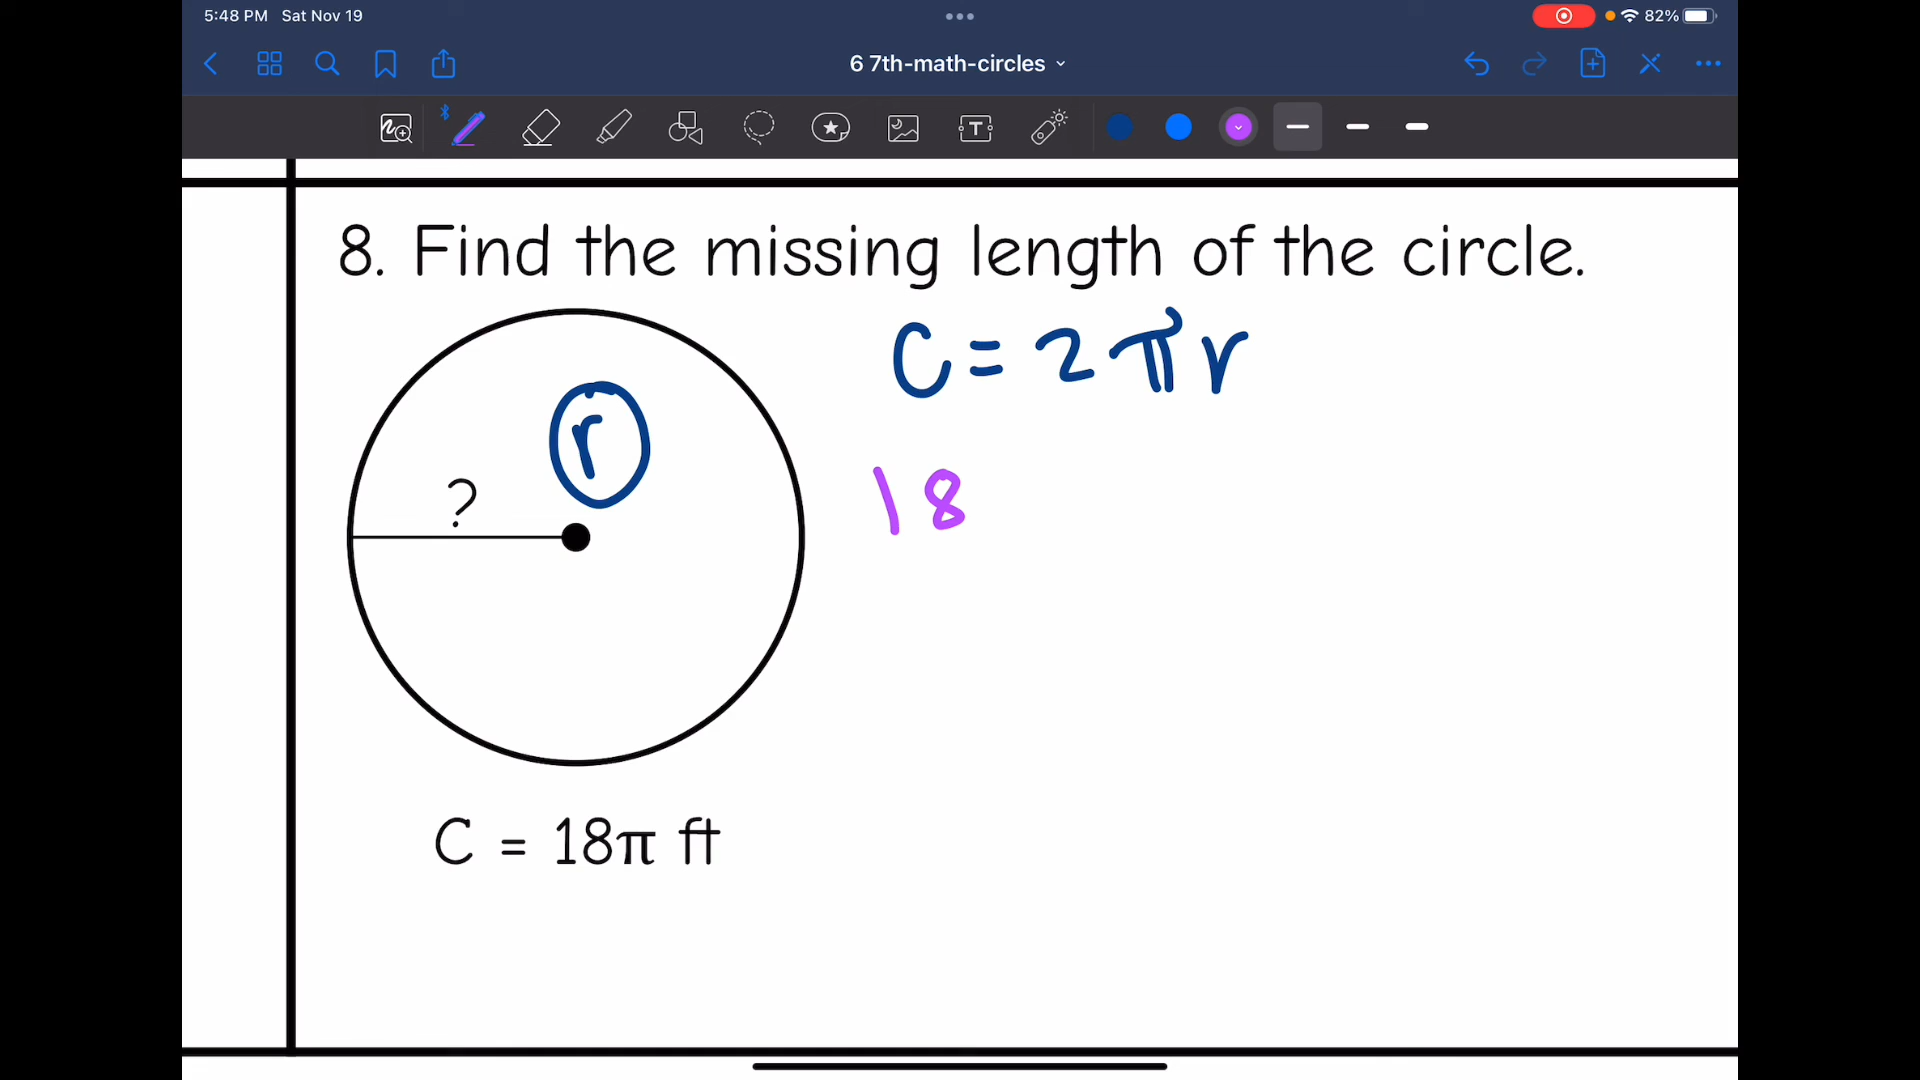 5:48 PM Sat Nov 19
82%
6 7th-math-circles
T
8. Find the missing length of the circle.
C = 2πr
r
18
?
C = 18π ft